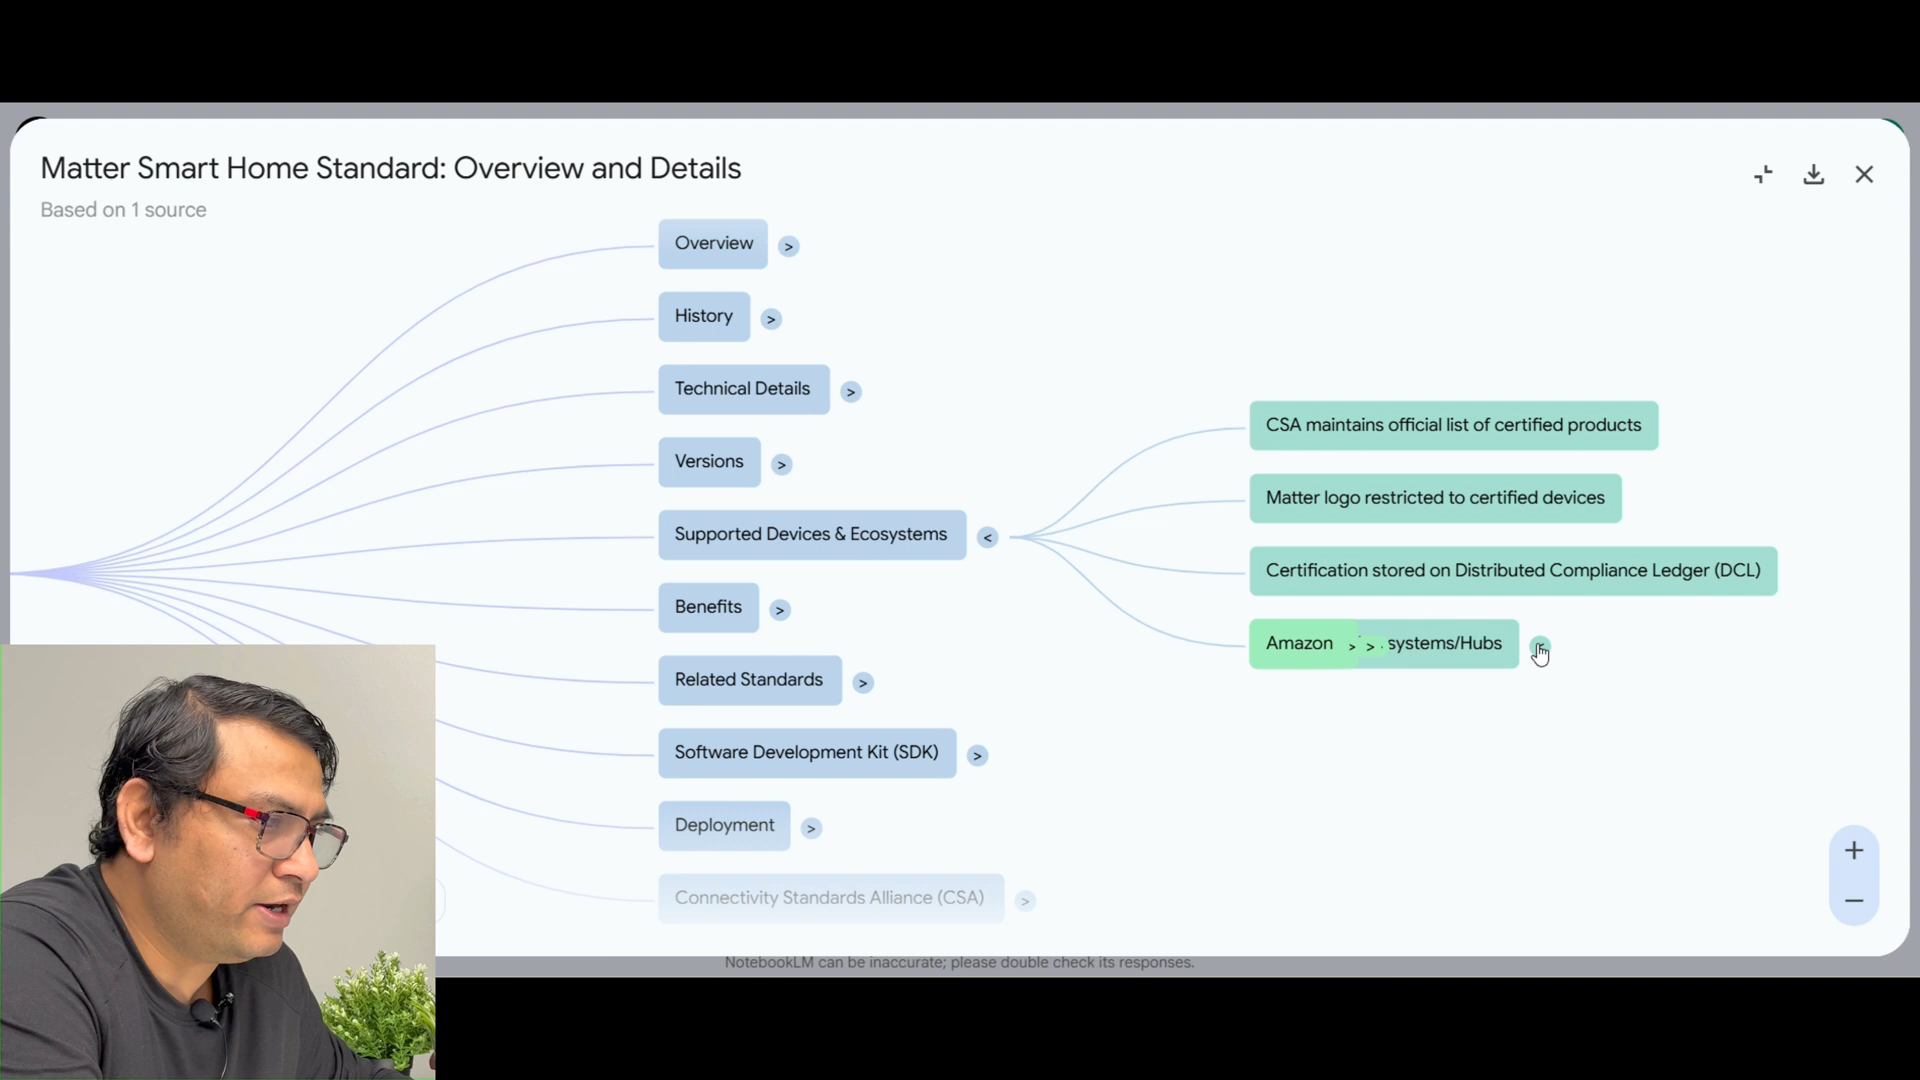 Matter Smart Home Standard: Overview and Details
Based on 1 source
Overview >
History >
Technical Details >
Versions >
Supported Devices & Ecosystems <
Benefits >
Related Standards >
Software Development Kit (SDK) >
Deployment >
Connectivity Standards Alliance (CSA) >
CSA maintains official list of certified products
Matter logo restricted to certified devices
Certification stored on Distributed Compliance Ledger (DCL)
Amazon > > systems/Hubs
NotebookLM can be inaccurate; please double check its responses.